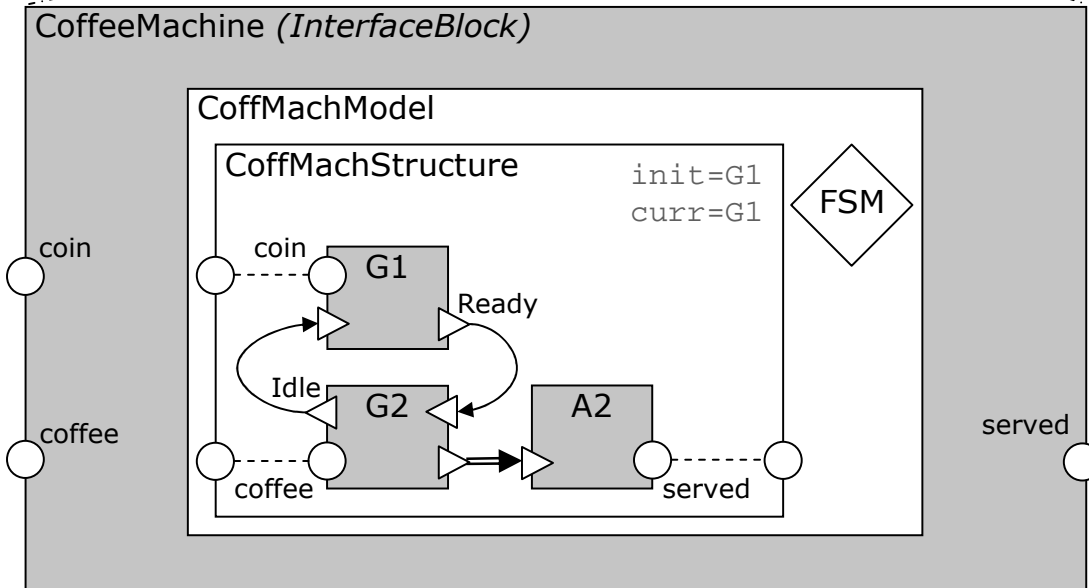 CoffeeMachine (InterfaceBlock)
CoffMachModel
CoffMachStructure
init=G1
curr=G1
FSM
coin
coin
G1
Ready
Idle
G2
A2
coffee
served
coffee
served